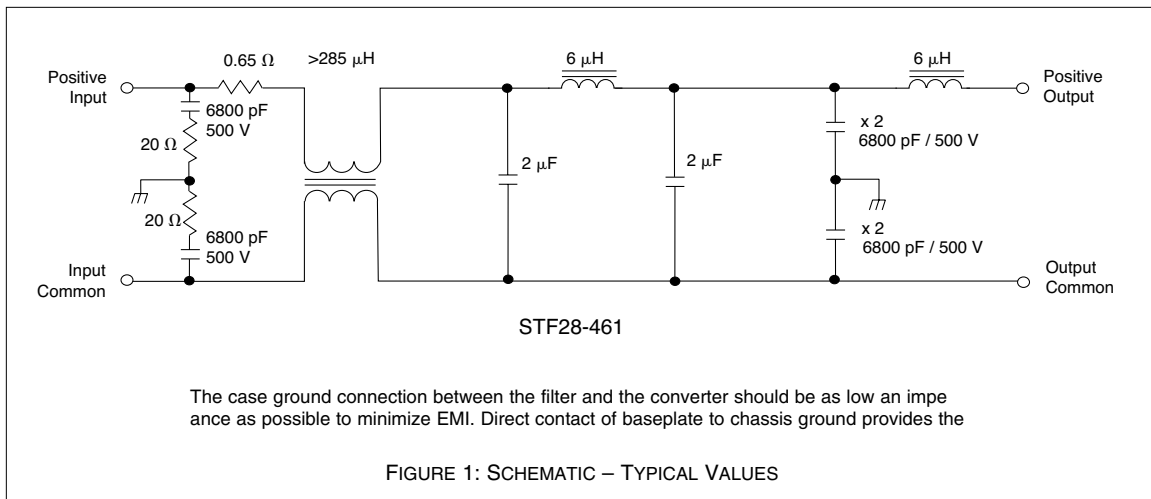 0.65 Ω
>285 µH
6 µH
6 µH
Positive
Input
Positive
Output
6800 pF
500 V
20 Ω
x 2
6800 pF / 500 V
2 µF
2 µF
20 Ω
6800 pF
500 V
x 2
6800 pF / 500 V
Input
Common
Output
Common
STF28-461
The case ground connection between the filter and the converter should be as low an impe
ance as possible to minimize EMI. Direct contact of baseplate to chassis ground provides the
FIGURE 1: SCHEMATIC – TYPICAL VALUES